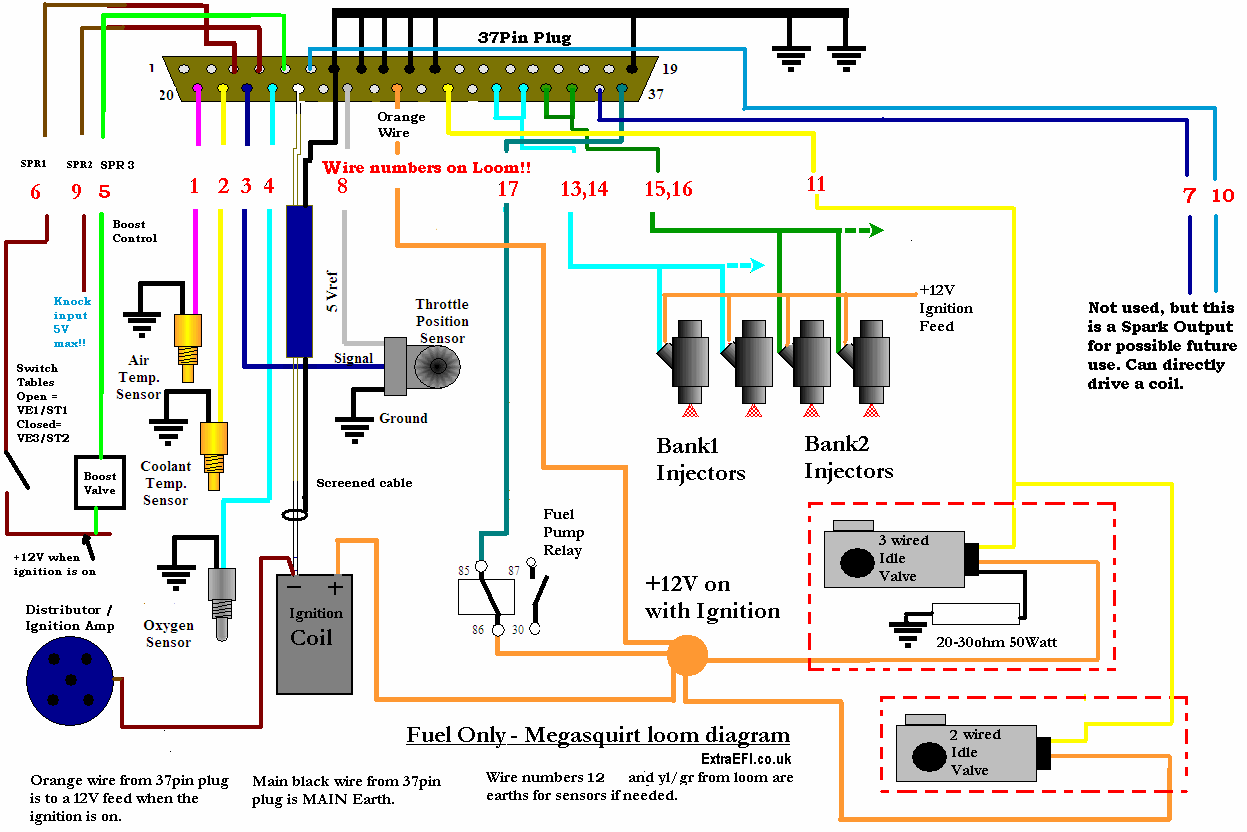 37Pin Plug
1
19
20
37
Orange
Wire
Wire numbers on Loom!!
SPR1
SPR2
SPR 3
6
9
5
1
2
3
4
8
17
13,14
15,16
11
7
10
Boost
Control
Knock
input
5V
max!!
Air
Temp.
Sensor
5 Vref
Throttle
Position
Sensor
Signal
Ground
+12V
Ignition
Feed
Not used, but this
is a Spark Output
for possible future
use. Can directly
drive a coil.
Switch
Tables
Open =
VE1/ST1
Closed=
VE3/ST2
Coolant
Temp.
Sensor
Boost
Valve
Screened cable
Bank1
Injectors
Bank2
Injectors
+12V when
ignition is on
Fuel
Pump
Relay
85
87
86
30
3 wired
Idle
Valve
20-30ohm 50Watt
+12V on
with Ignition
Distributor /
Ignition Amp
Oxygen
Sensor
− +
Ignition
Coil
2 wired
Idle
Valve
Fuel Only - Megasquirt loom diagram
ExtraEFI.co.uk
Orange wire from 37pin plug
is to a 12V feed when the
ignition is on.
Main black wire from 37pin
plug is MAIN Earth.
Wire numbers 12 and yl/gr from loom are
earths for sensors if needed.